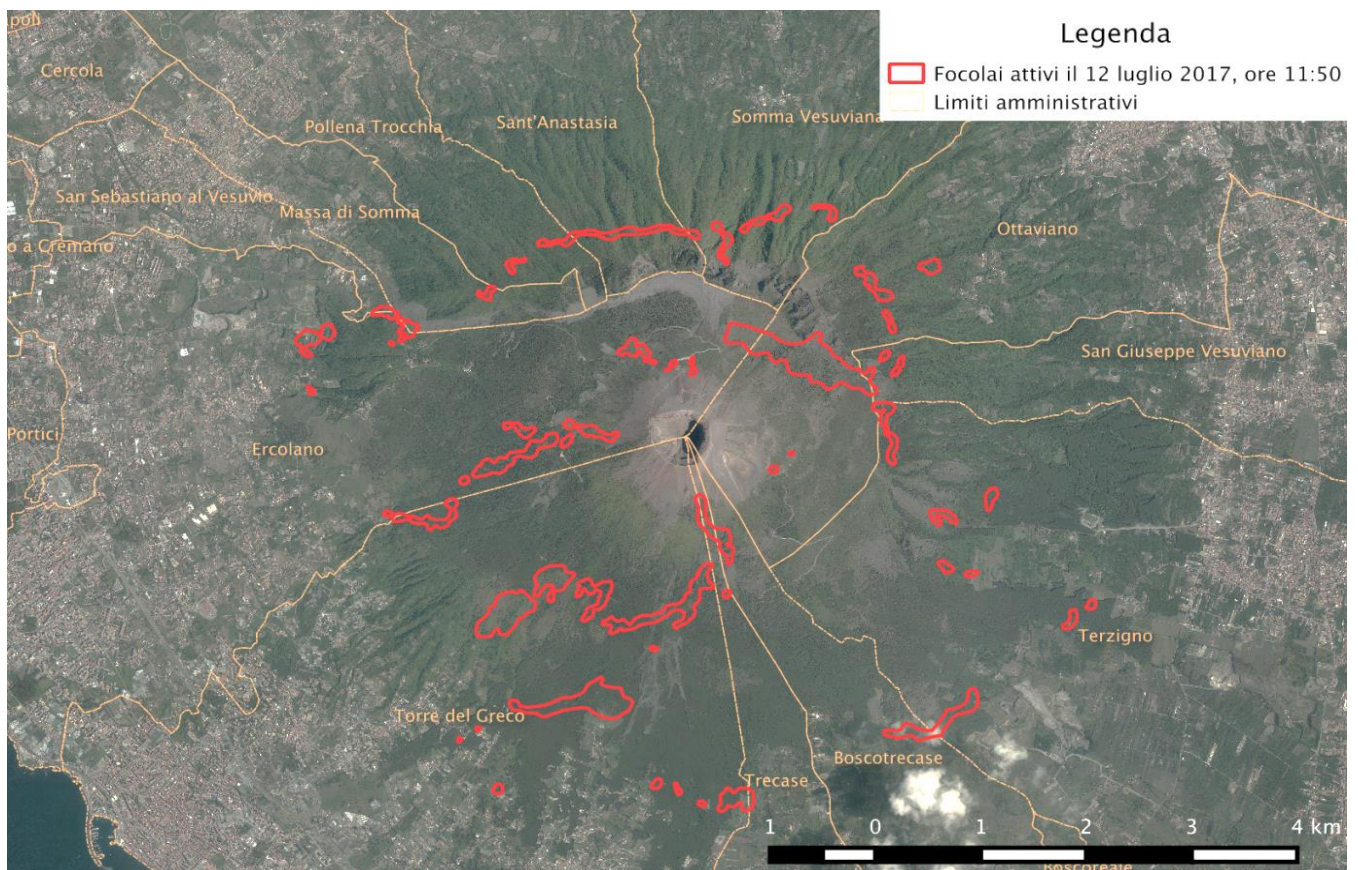 poli
Cercola
Pollena Trocchia
Sant'Anastasia
Somma Vesuviana
San Sebastiano al Vesuvio
Massa di Somma
o a Cremano
Ottaviano
San Giuseppe Vesuviano
Portici
Ercolano
Terzigno
Torre del Greco
Boscotrecase
Trecase
Boscoreale
Legenda
Focolai attivi il 12 luglio 2017, ore 11:50
Limiti amministrativi
1 0 1 2 3 4 km